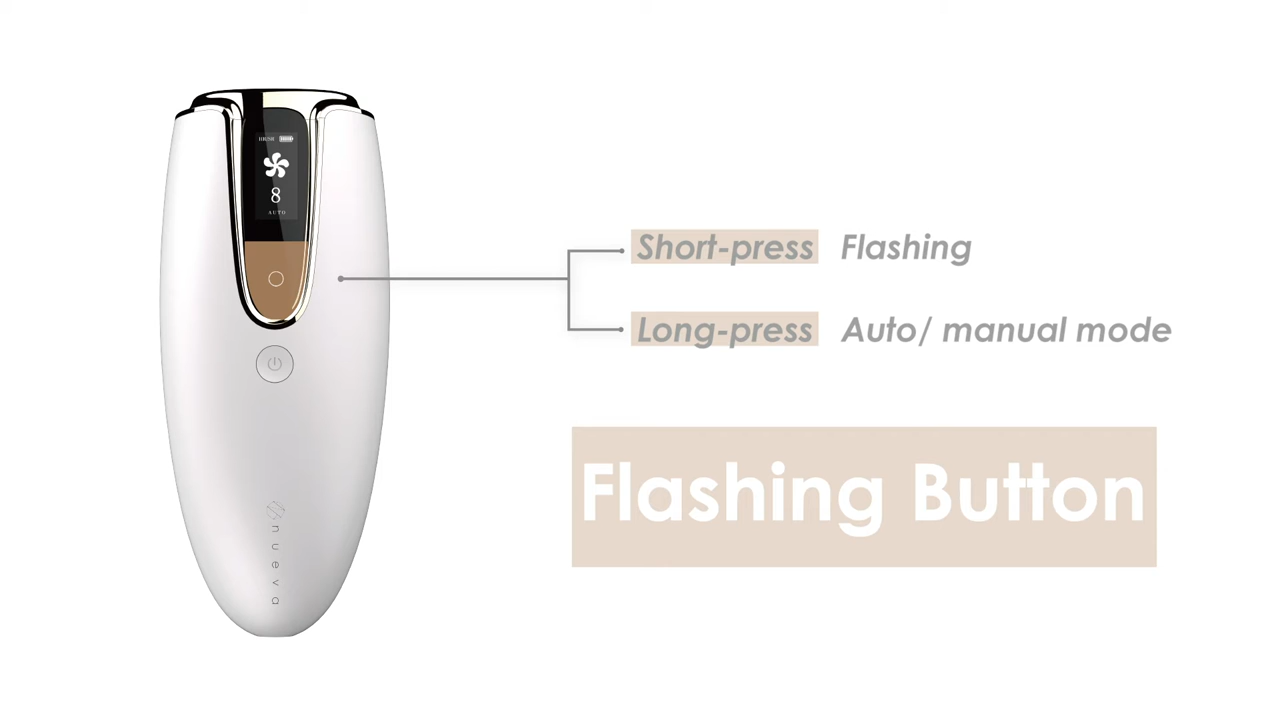 8
AUTO
Short-press Flashing
Long-press Auto/ manual mode
Flashing Button
nueva